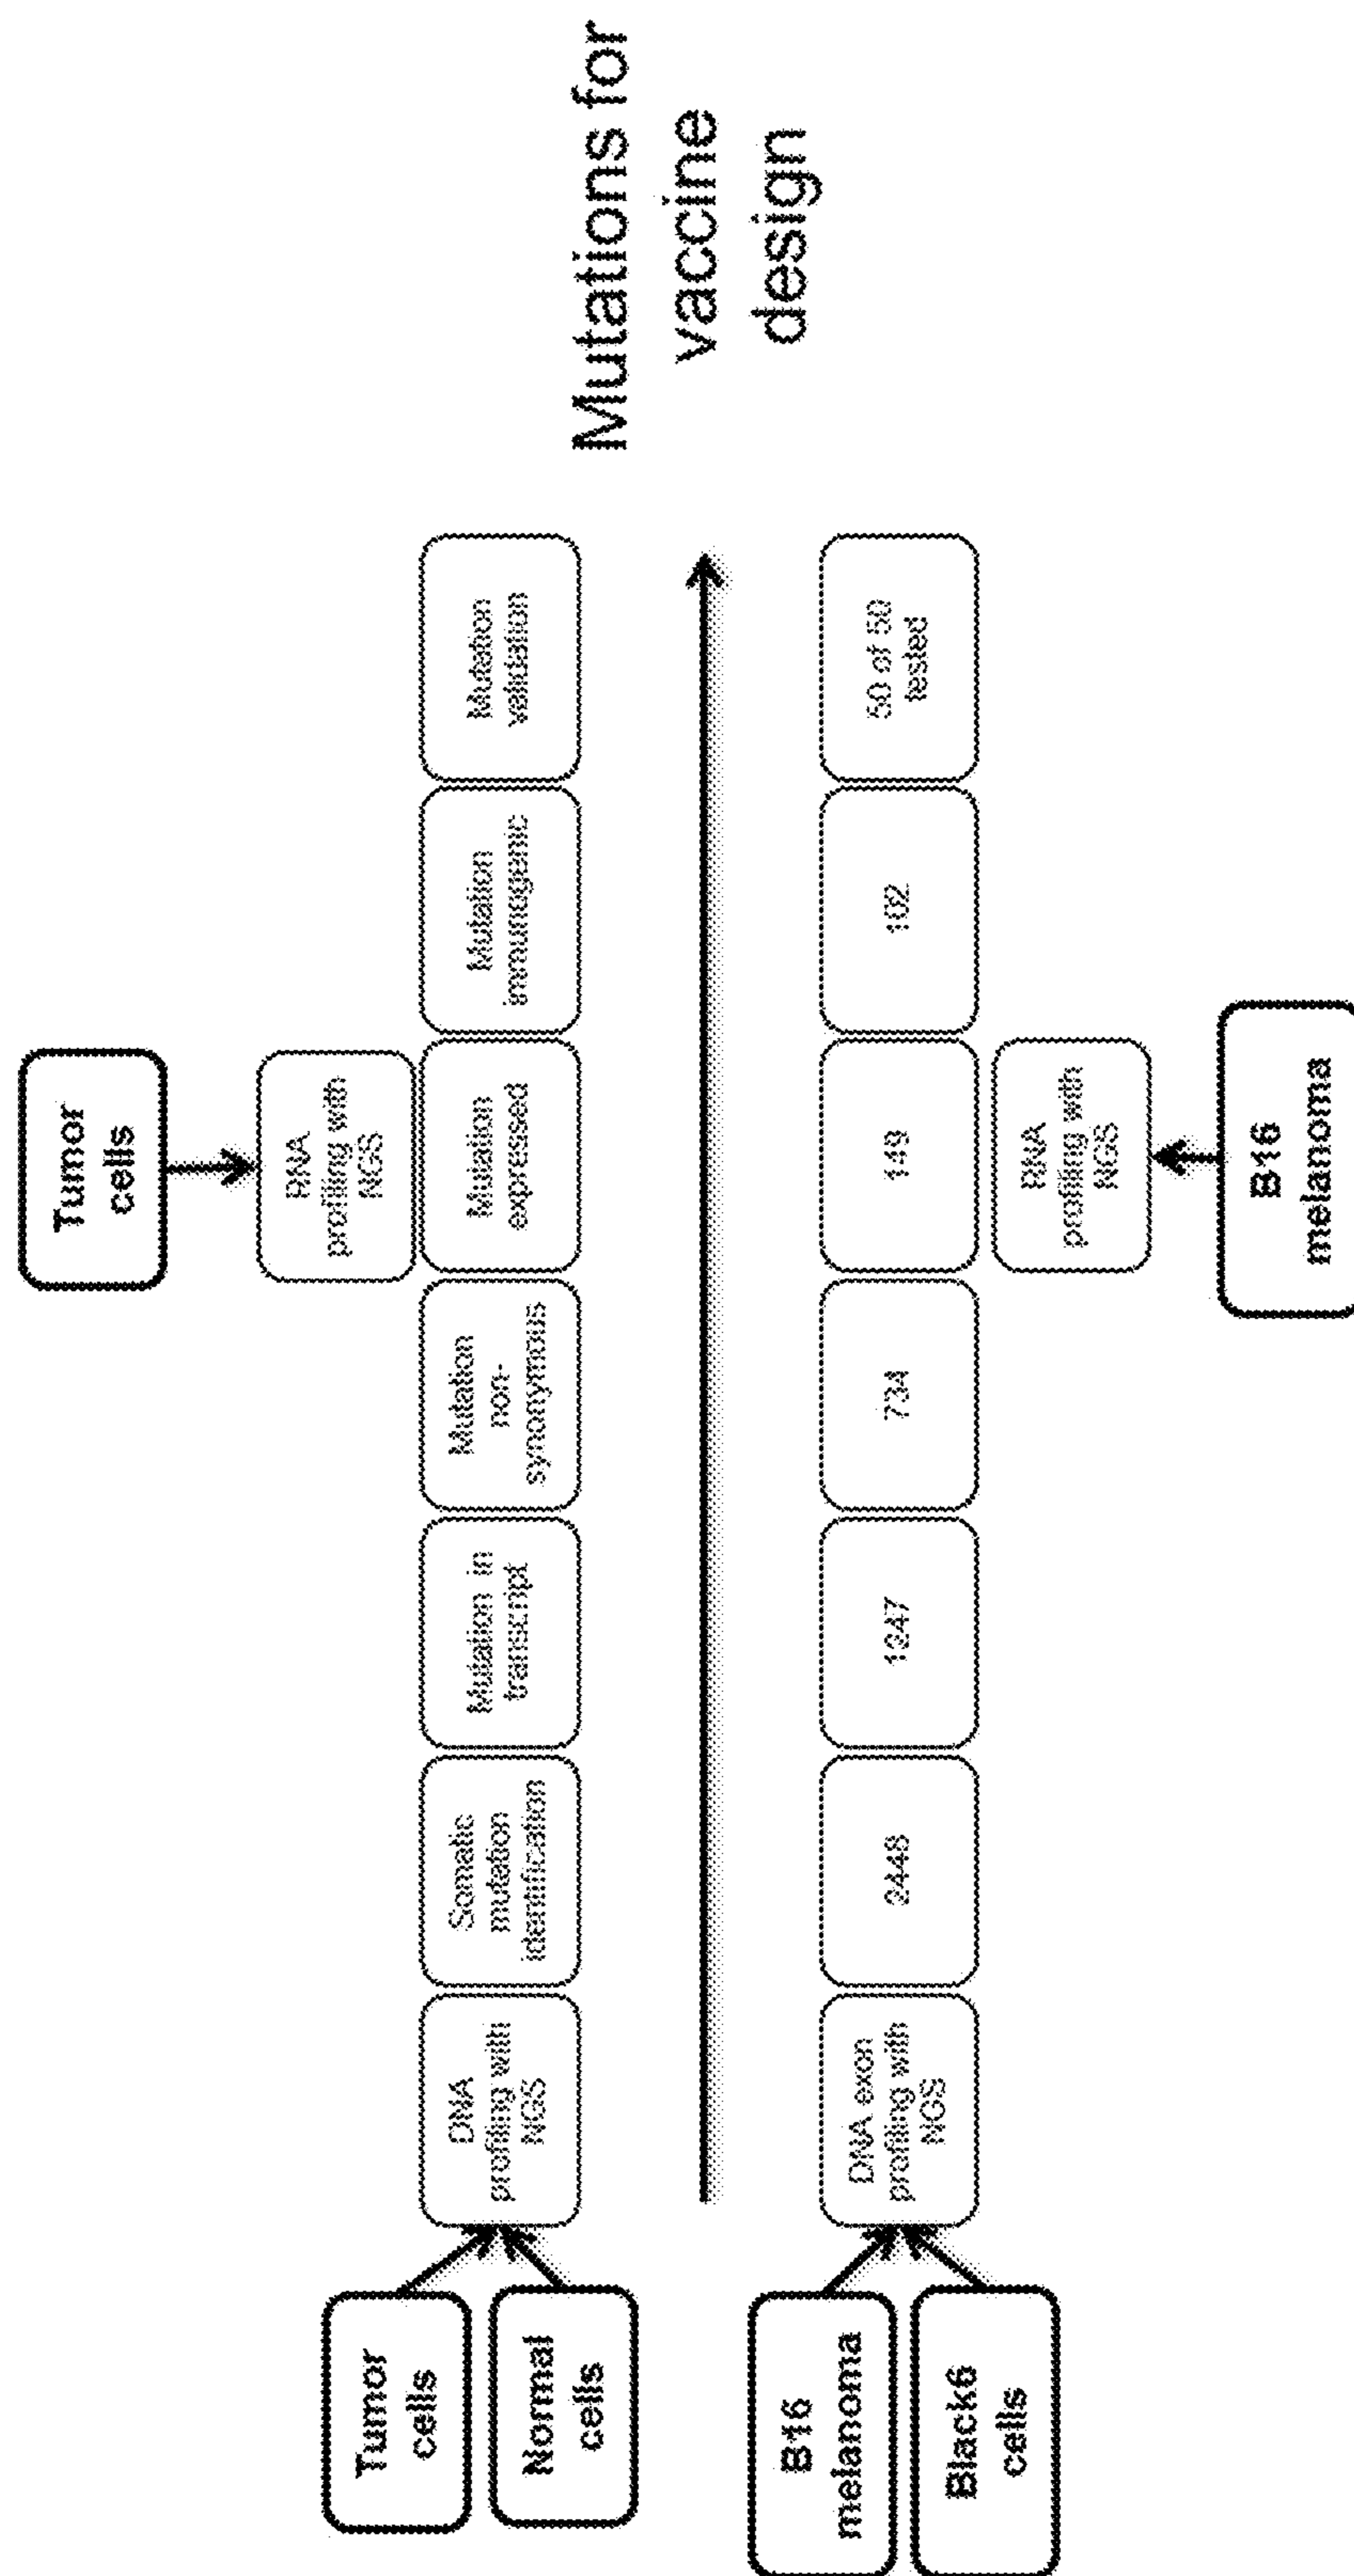 Tumor
cells
RNA
profiling with
NGS
Tumor
cells
Normal
cells
DNA
profiling with
NGS
Somatic
mutation
identification
Mutation in
transcript
Mutation
non-
synonymous
Mutation
expressed
Mutation
immunogenic
Mutation
validation
Mutations for
vaccine
design
B16
melanoma
Black6
cells
DNA exon
profiling with
NGS
2448
1247
734
149
102
50 of 50
tested
RNA
profiling with
NGS
B16
melanoma